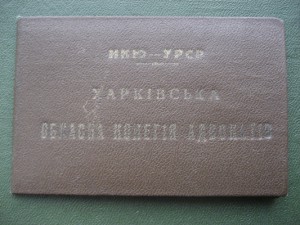 НКЮ — УРСР
ХАРКІВСЬКА
ОБЛАСНА КОЛЕГІЯ АДВОКАТІВ